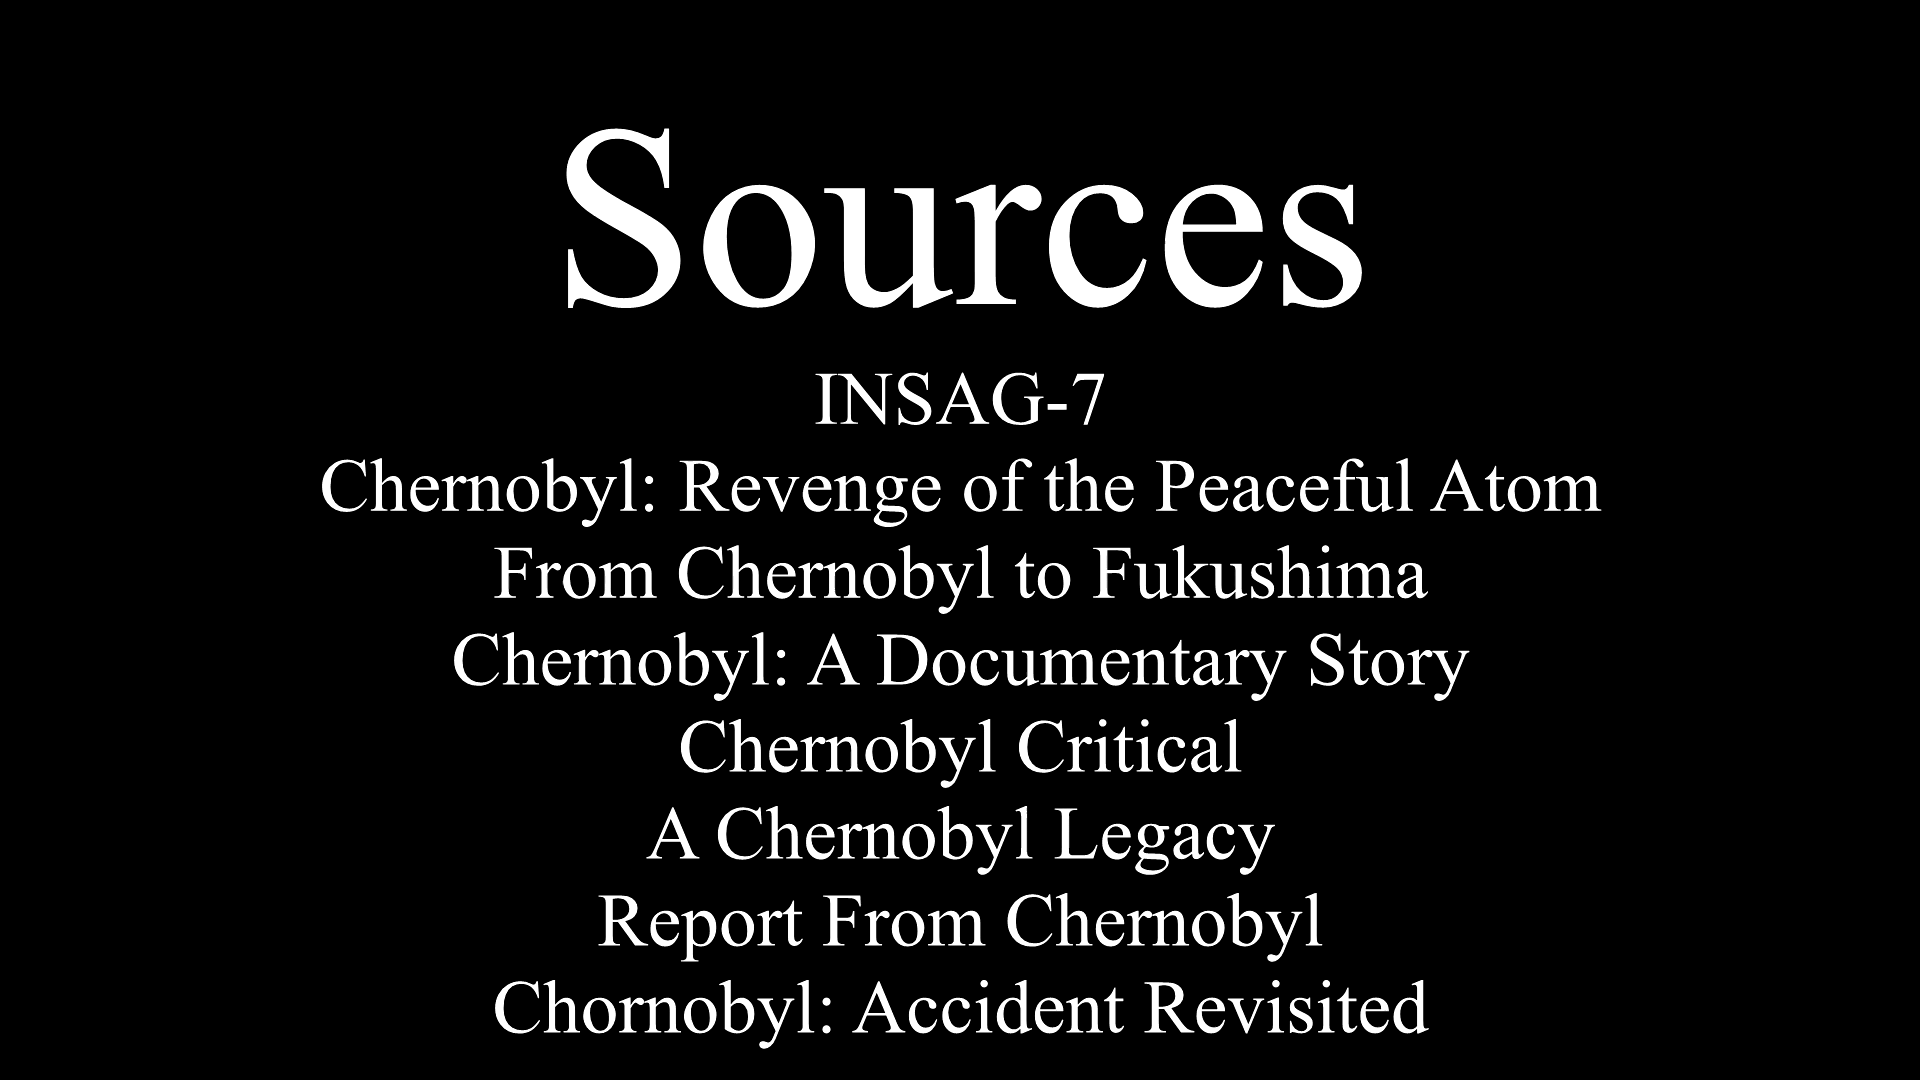 Sources
INSAG-7
Chernobyl: Revenge of the Peaceful Atom
From Chernobyl to Fukushima
Chernobyl: A Documentary Story
Chernobyl Critical
A Chernobyl Legacy
Report From Chernobyl
Chornobyl: Accident Revisited